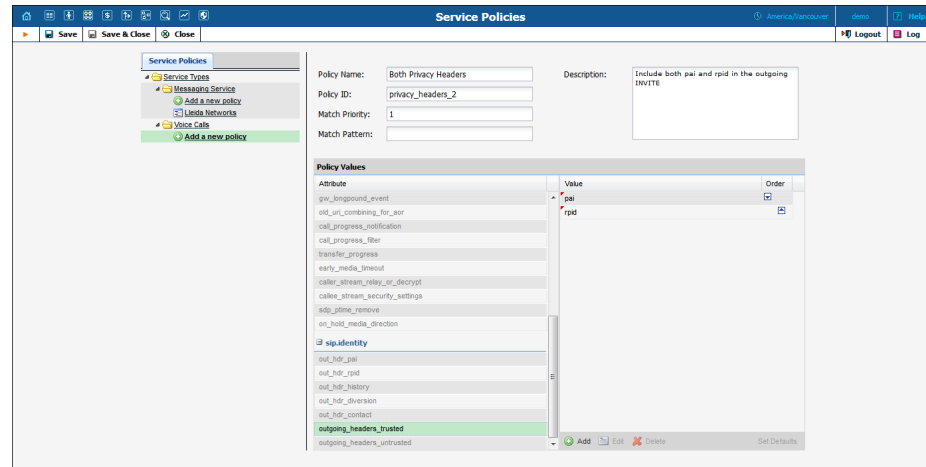 Service Policies
America/Vancouver
demo
Help
Save
Save & Close
Close
Logout
Log
Service Policies
Service Types
Messaging Service
Add a new policy
Lleida Networks
Voice Calls
Add a new policy
Policy Name: Both Privacy Headers
Policy ID: privacy_headers_2
Match Priority: 1
Match Pattern:
Description: Include both pai and rpid in the outgoing
INVITE
Policy Values
Attribute
Value
Order
gw_longpound_event
old_uri_combining_for_aor
call_progress_notification
call_progress_filter
transfer_progress
early_media_timeout
caller_stream_relay_or_decrypt
callee_stream_security_settings
sdp_ptime_remove
on_hold_media_direction
sip.identity
out_hdr_pai
out_hdr_rpid
out_hdr_history
out_hdr_diversion
out_hdr_contact
outgoing_headers_trusted
outgoing_headers_untrusted
pai
rpid
Add
Edit
Delete
Set Defaults